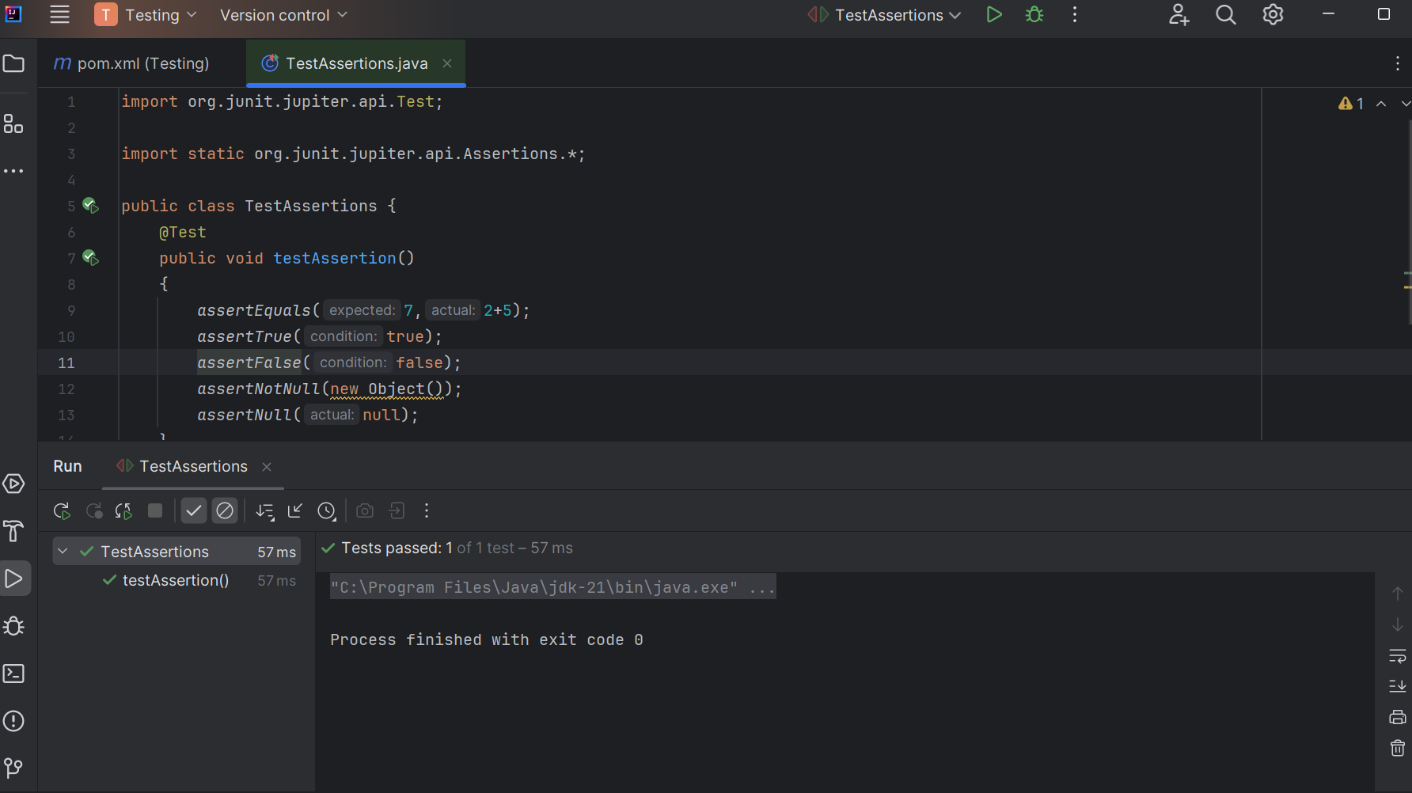 T Testing Version control TestAssertions
pom.xml (Testing) TestAssertions.java
1 import org.junit.jupiter.api.Test;
2
3 import static org.junit.jupiter.api.Assertions.*;
4
5 public class TestAssertions {
6 @Test
7 public void testAssertion()
8 {
9 assertEquals( expected: 7, actual: 2+5);
10 assertTrue( condition: true);
11 assertFalse( condition: false);
12 assertNotNull(new Object());
13 assertNull( actual: null);
14 }
1
Run TestAssertions
TestAssertions 57 ms
testAssertion() 57 ms
Tests passed: 1 of 1 test – 57 ms
"C:\Program Files\Java\jdk-21\bin\java.exe" ...
Process finished with exit code 0